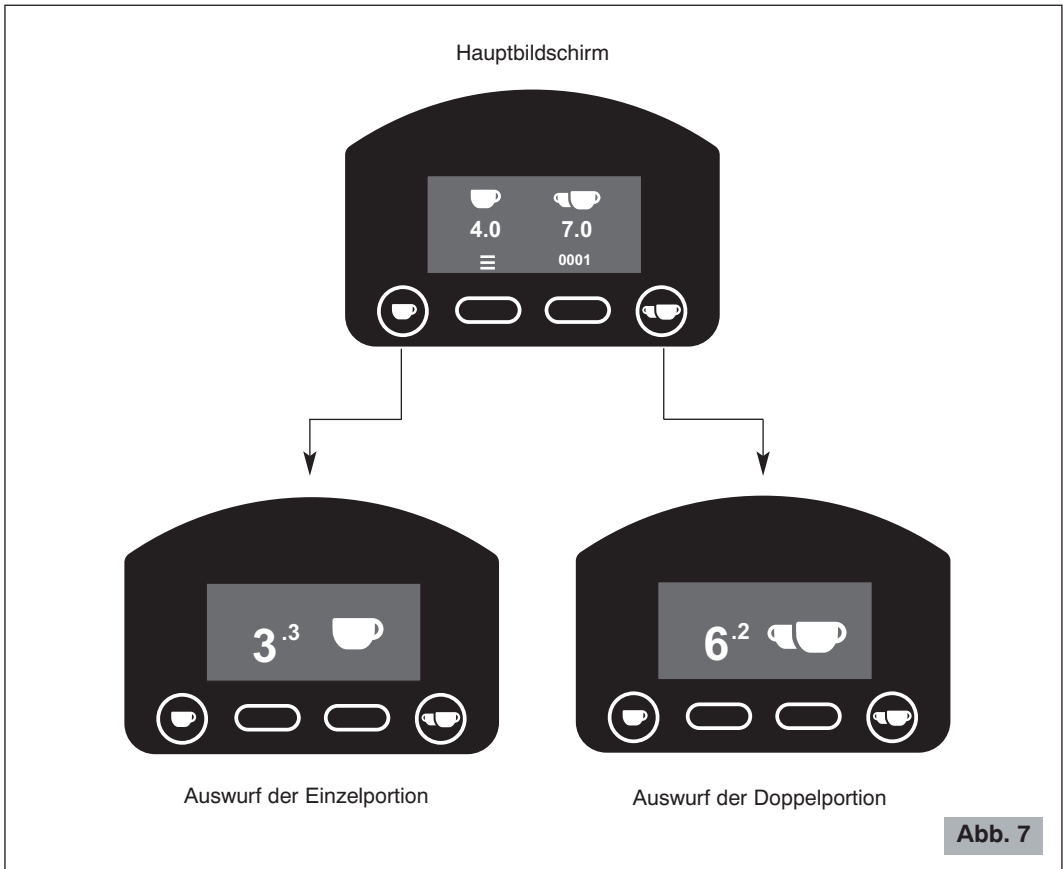 Hauptbildschirm
4.0 7.0
0001
3.3
6.2
Auswurf der Einzelportion
Auswurf der Doppelportion
Abb. 7